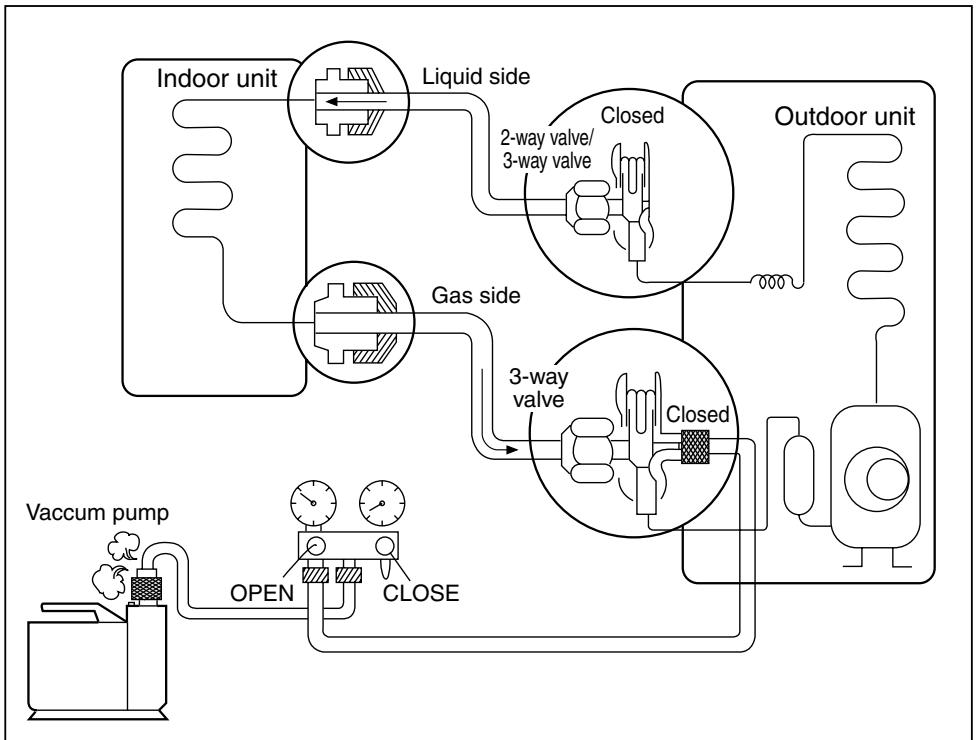 Indoor unit
Liquid side
Closed
2-way valve/
3-way valve
Outdoor unit
Gas side
3-way
valve
Closed
Vaccum pump
OPEN
CLOSE